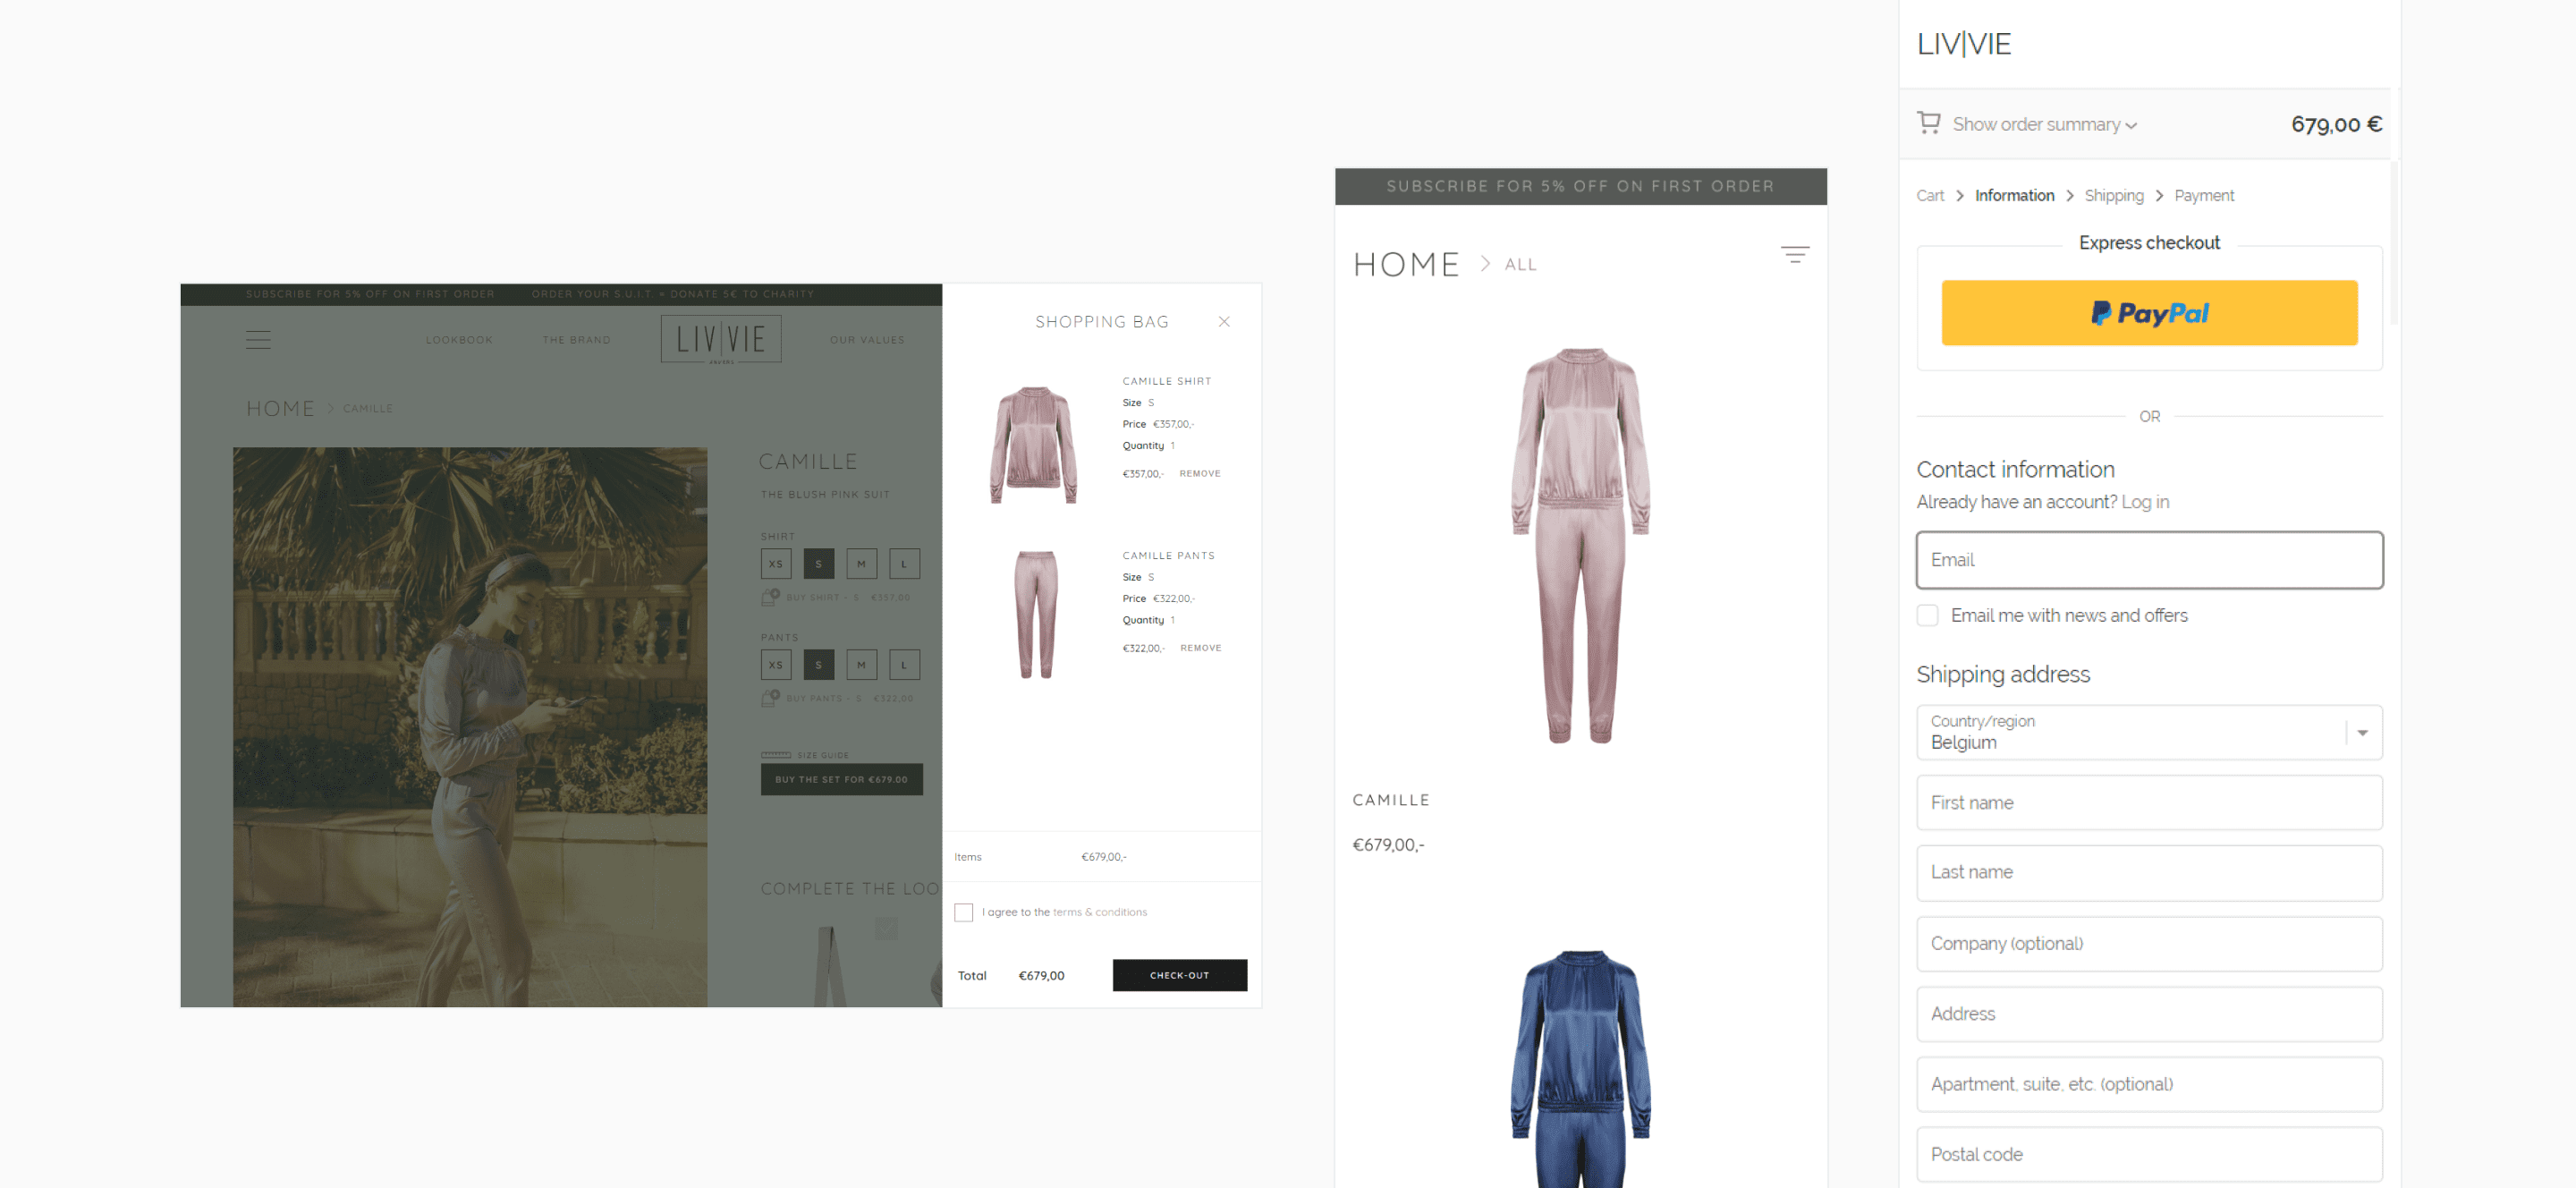 SUBSCRIBE FOR 5% OFF ON FIRST ORDER
ORDER YOUR S.U.I.T. = DONATE 5€ TO CHARITY
LOOKBOOK
THE BRAND
LIV|VIE
OUR VALUES
HOME > CAMILLE
CAMILLE
THE BLUSH PINK SUIT
SHIRT
XS S M L
BUY SHIRT - S €357,00
PANTS
XS S M L
BUY PANTS - S €322,00
SIZE GUIDE
BUY THE SET FOR €679.00
COMPLETE THE LOO
SHOPPING BAG
CAMILLE SHIRT
Size S
Price €357,00,-
Quantity 1
€357,00,- REMOVE
CAMILLE PANTS
Size S
Price €322,00,-
Quantity 1
€322,00,- REMOVE
Items €679,00,-
I agree to the terms & conditions
Total €679,00 CHECK-OUT
SUBSCRIBE FOR 5% OFF ON FIRST ORDER
HOME > ALL
CAMILLE
€679,00,-
LIV|VIE
Show order summary 679,00 €
Cart > Information > Shipping > Payment
Express checkout
PayPal
OR
Contact information
Already have an account? Log in
Email
Email me with news and offers
Shipping address
Country/region
Belgium
First name
Last name
Company (optional)
Address
Apartment, suite, etc. (optional)
Postal code